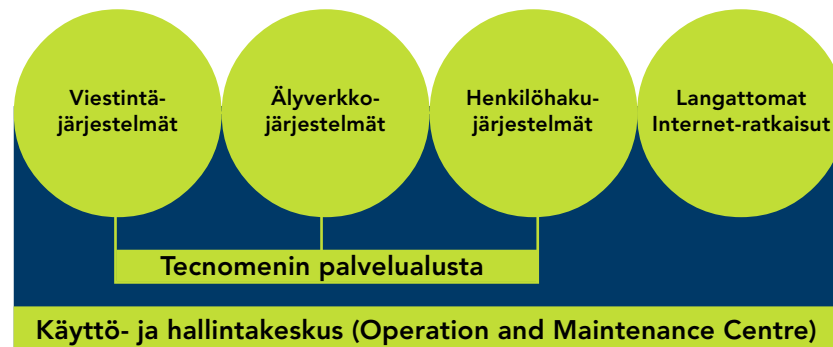 Viestintä-
järjestelmät
Älyverkko-
järjestelmät
Henkilöhaku-
järjestelmät
Langattomat
Internet-ratkaisut
Tecnomenin palvelualusta
Käyttö- ja hallintakeskus (Operation and Maintenance Centre)